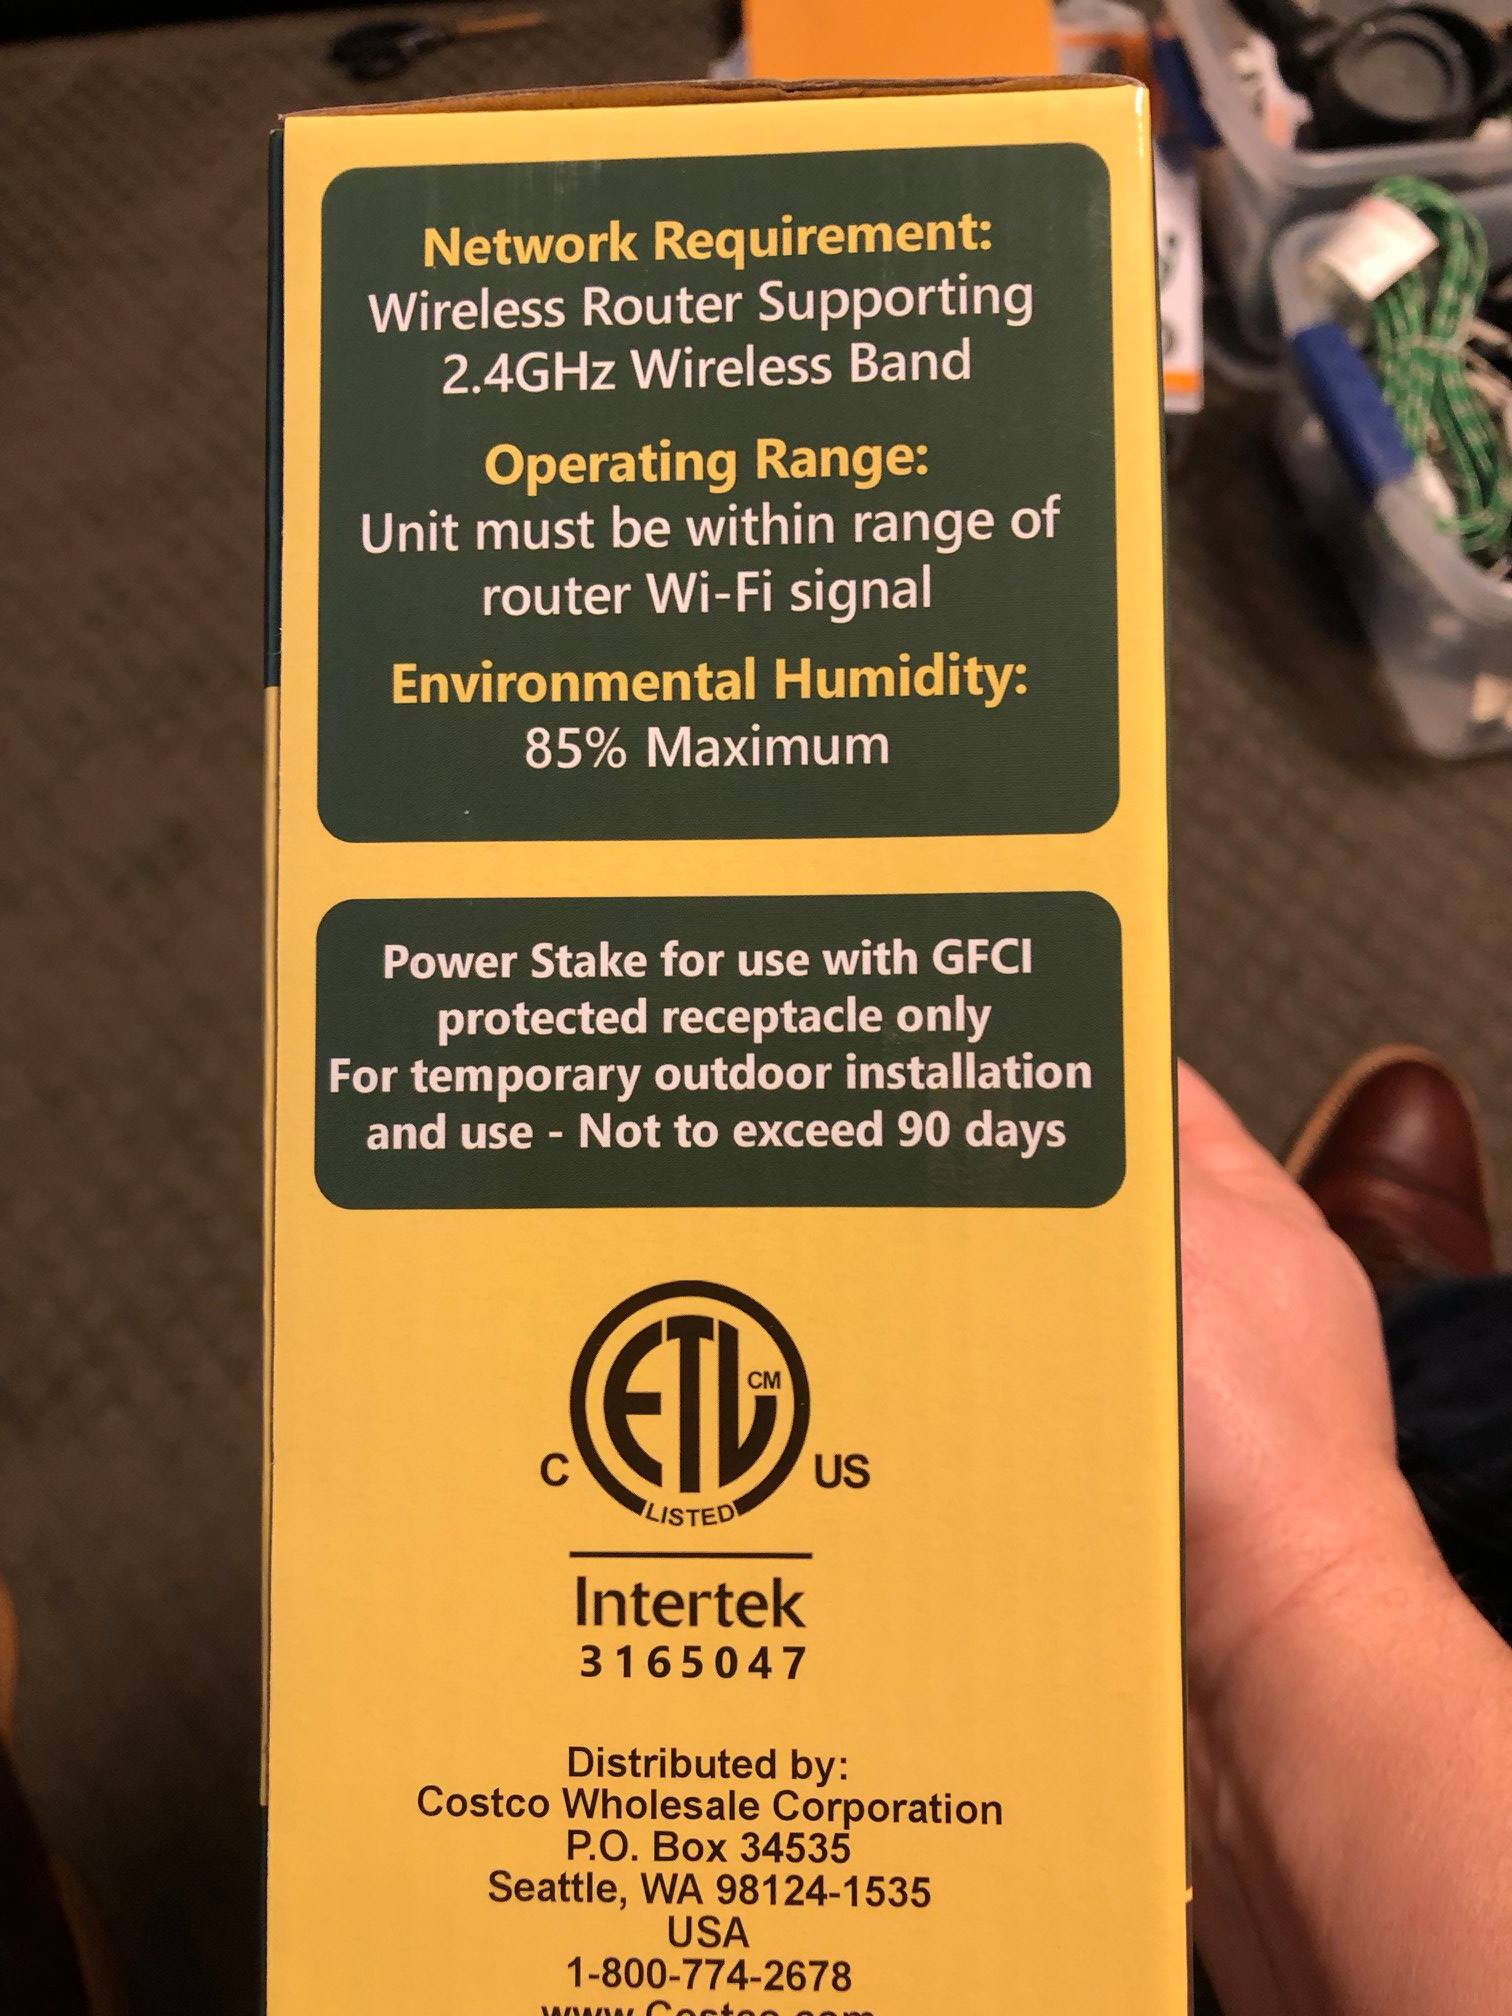 Network Requirement:
Wireless Router Supporting
2.4GHz Wireless Band
Operating Range:
Unit must be within range of
router Wi-Fi signal
Environmental Humidity:
85% Maximum
Power Stake for use with GFCI
protected receptacle only
For temporary outdoor installation
and use - Not to exceed 90 days
ETL CM
C US
LISTED
Intertek
3165047
Distributed by:
Costco Wholesale Corporation
P.O. Box 34535
Seattle, WA 98124-1535
USA
1-800-774-2678
www.Costco.com